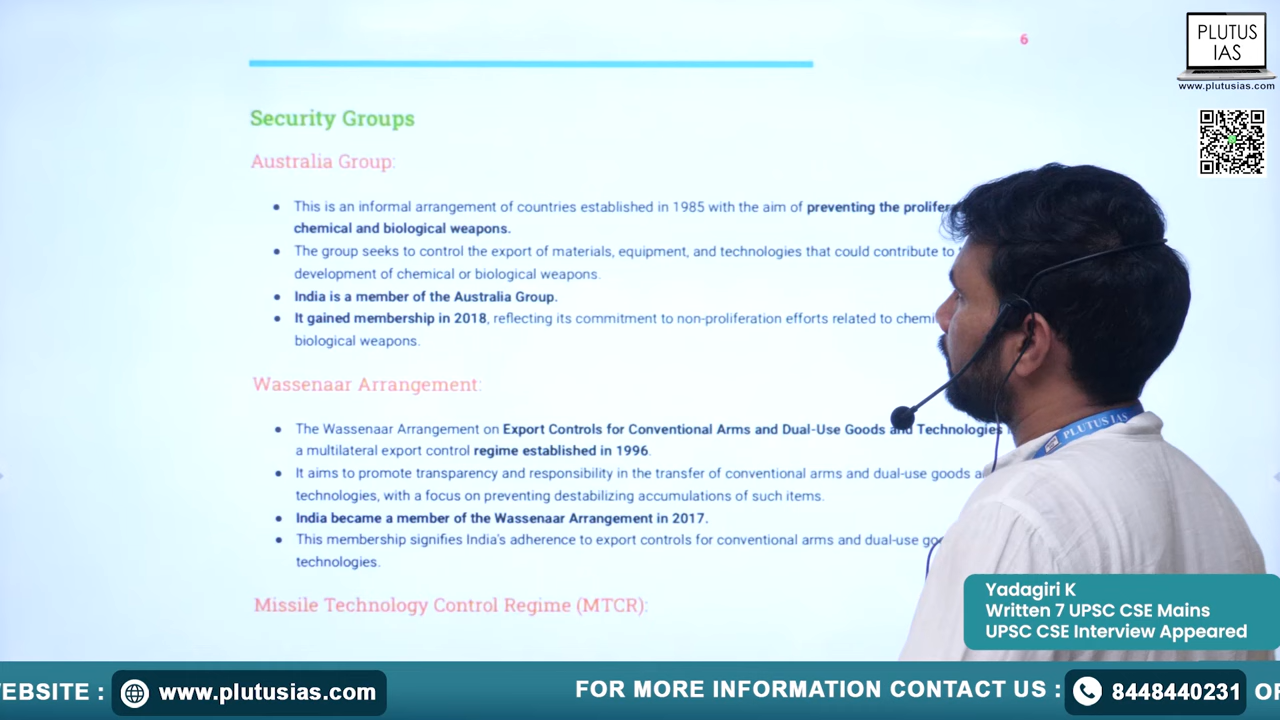 6
PLUTUS
IAS
www.plutusias.com
Security Groups
Australia Group:
● This is an informal arrangement of countries established in 1985 with the aim of preventing the
chemical and biological weapons.
● The group seeks to control the export of materials, equipment, and technologies that could contribute to
development of chemical or biological weapons.
● India is a member of the Australia Group.
● It gained membership in 2018, reflecting its commitment to non-proliferation efforts related to
biological weapons.
Wassenaar Arrangement:
● The Wassenaar Arrangement on Export Controls for Conventional Arms and Dual-Use Goods and Technologies
a multilateral export control regime established in 1996.
● It aims to promote transparency and responsibility in the transfer of conventional arms and dual-use goods
technologies, with a focus on preventing destabilizing accumulations of such items.
● India became a member of the Wassenaar Arrangement in 2017.
● This membership signifies India's adherence to export controls for conventional arms and dual-use
technologies.
Missile Technology Control Regime (MTCR):
PLUTUS IAS
Yadagiri K
Written 7 UPSC CSE Mains
UPSC CSE Interview Appeared
EBSITE : www.plutusias.com FOR MORE INFORMATION CONTACT US : 8448440231